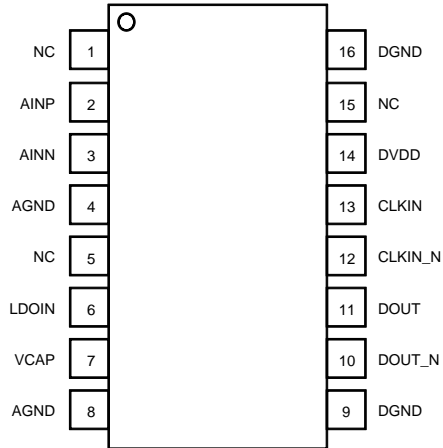 NC 1 16 DGND
AINP 2 15 NC
AINN 3 14 DVDD
AGND 4 13 CLKIN
NC 5 12 CLKIN_N
LDOIN 6 11 DOUT
VCAP 7 10 DOUT_N
AGND 8 9 DGND